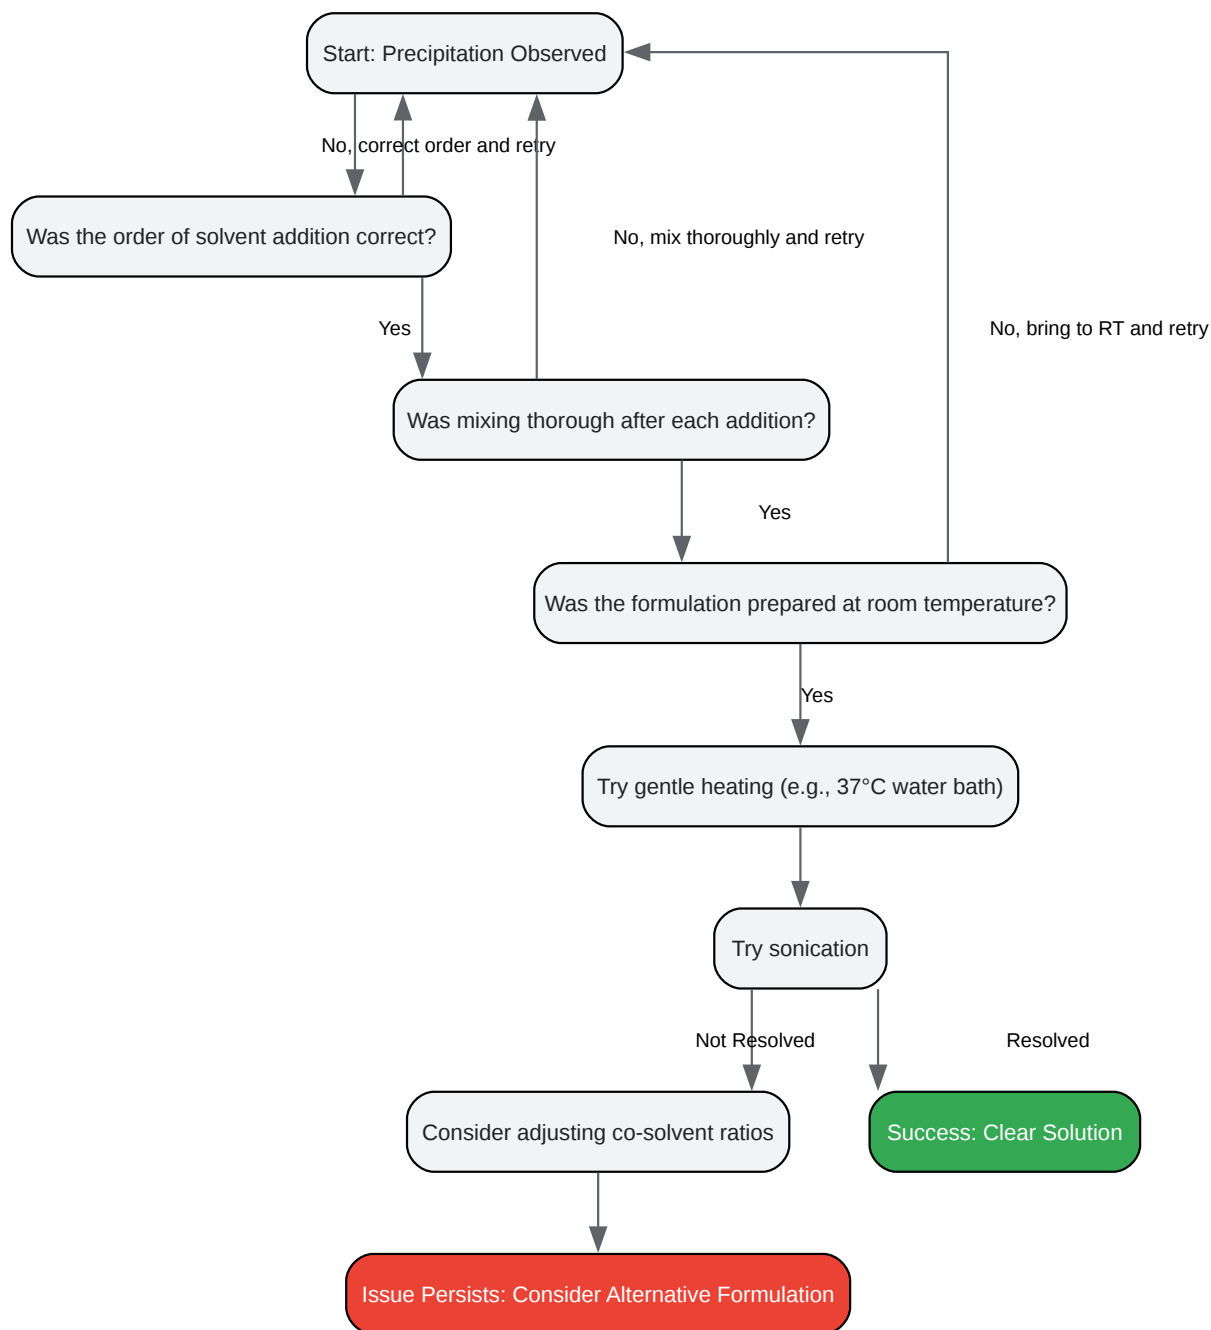 Start: Precipitation Observed
No, correct order and retry
Was the order of solvent addition correct?
No, mix thoroughly and retry
Yes
No, bring to RT and retry
Was mixing thorough after each addition?
Yes
Was the formulation prepared at room temperature?
Yes
Try gentle heating (e.g., 37°C water bath)
Try sonication
Not Resolved
Resolved
Consider adjusting co-solvent ratios
Success: Clear Solution
Issue Persists: Consider Alternative Formulation